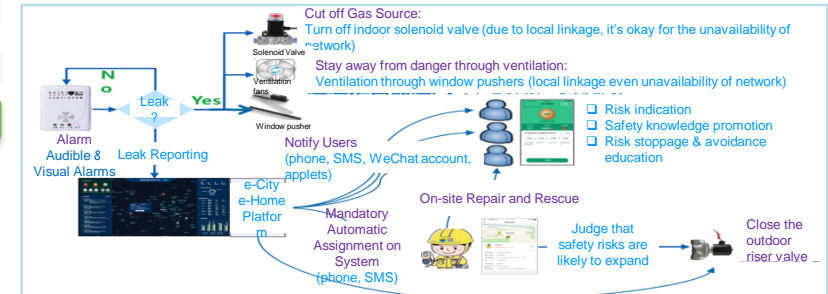 Cut off Gas Source:
Turn off indoor solenoid valve (due to local linkage, it's okay for the unavailability of
network)
Solenoid Valve
Stay away from danger through ventilation:
Ventilation through window pushers (local linkage even unavailability of network)
Ventilation
fans
Window pusher
N
o
Leak
?
Yes
Alarm
Audible &
Visual Alarms
Leak Reporting
Notify Users
(phone, SMS, WeChat account,
applets)
❑ Risk indication
❑ Safety knowledge promotion
❑ Risk stoppage & avoidance
education
e-City
e-Home
Platfor
m
On-site Repair and Rescue
Mandatory
Automatic
Assignment on
System
(phone, SMS)
Judge that
safety risks are
likely to expand
Close the
outdoor
riser valve